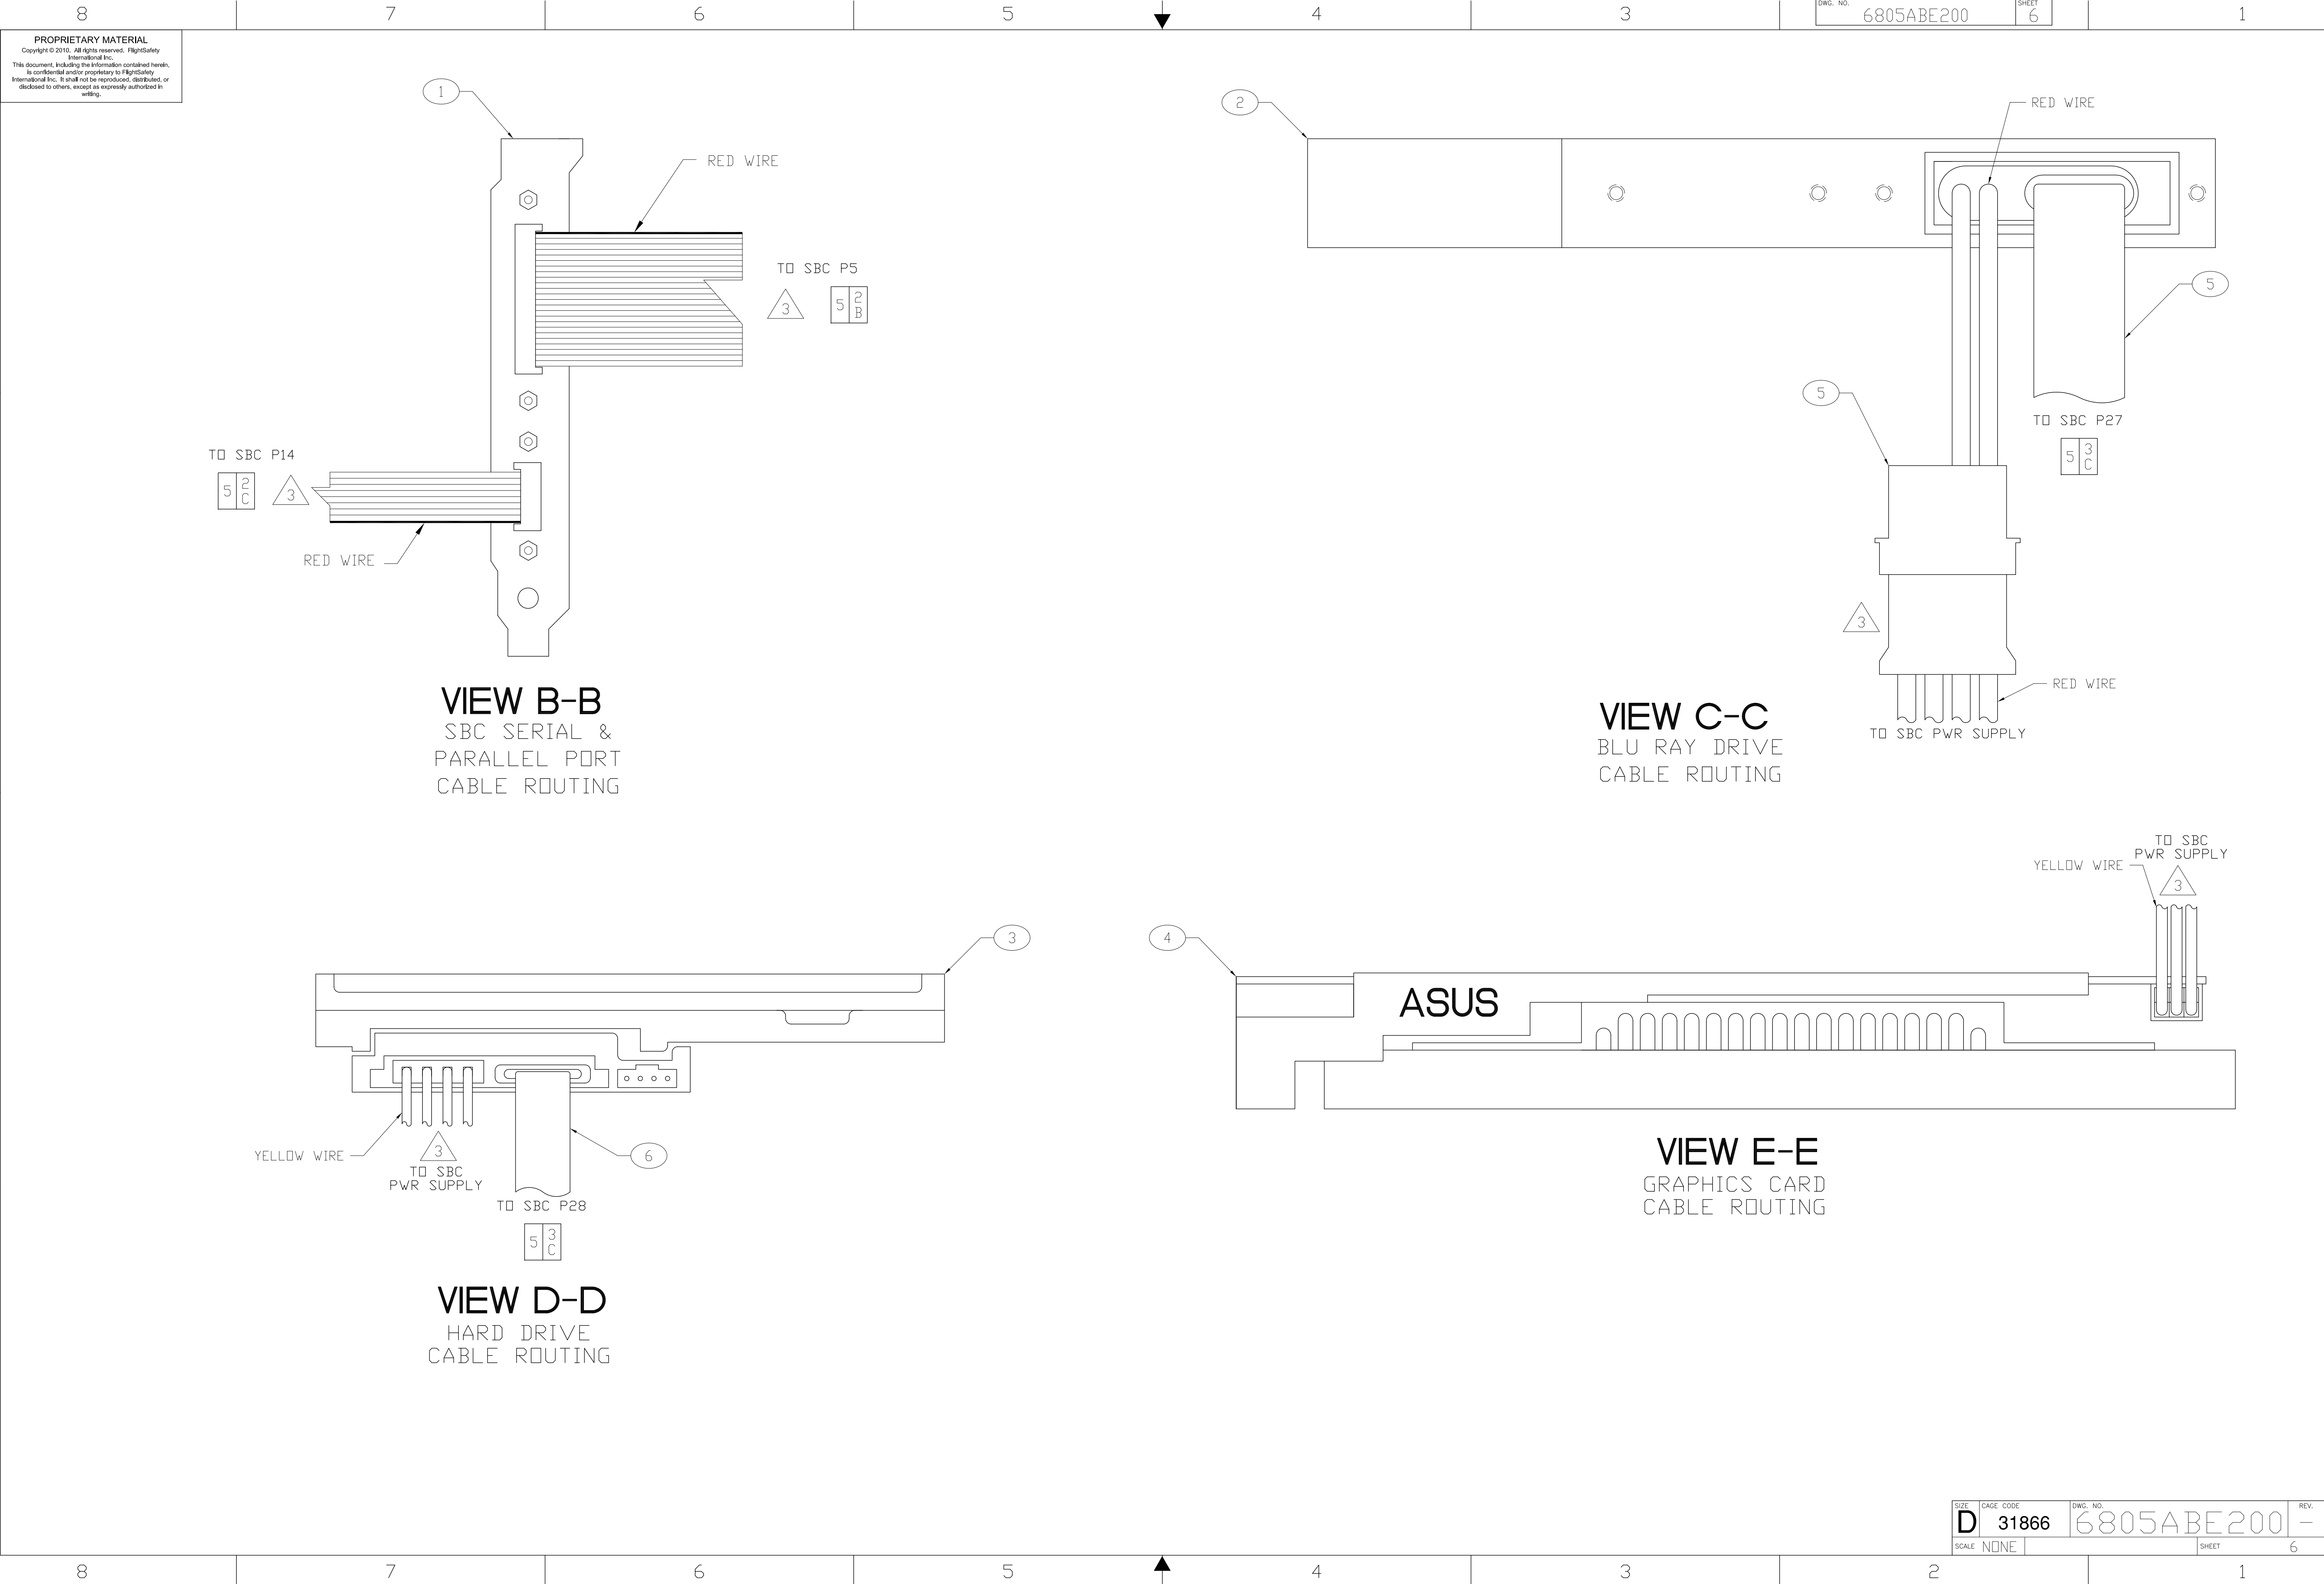 8 7 6 5 4 3 1
DWG. NO.
6805ABE200
SHEET
6
PROPRIETARY MATERIAL
Copyright © 2010. All rights reserved. FlightSafety
International Inc.
This document, including the information contained herein,
is confidential and/or proprietary to FlightSafety
International Inc. It shall not be reproduced, distributed, or
disclosed to others, except as expressly authorized in
writing.
1
RED WIRE
TO SBC P5
3
5 2 B
TO SBC P14
5 2 C
3
RED WIRE
VIEW B-B
SBC SERIAL &
PARALLEL PORT
CABLE ROUTING
2
RED WIRE
5
5
TO SBC P27
5 3 C
3
RED WIRE
TO SBC PWR SUPPLY
VIEW C-C
BLU RAY DRIVE
CABLE ROUTING
3
YELLOW WIRE
3
TO SBC
PWR SUPPLY
6
TO SBC P28
5 3 C
VIEW D-D
HARD DRIVE
CABLE ROUTING
TO SBC
PWR SUPPLY
YELLOW WIRE
3
4
ASUS
VIEW E-E
GRAPHICS CARD
CABLE ROUTING
SIZE
D
CAGE CODE
31866
DWG. NO.
6805ABE200
REV.
-
SCALE NONE
SHEET 6
8 7 6 5 4 3 2 1